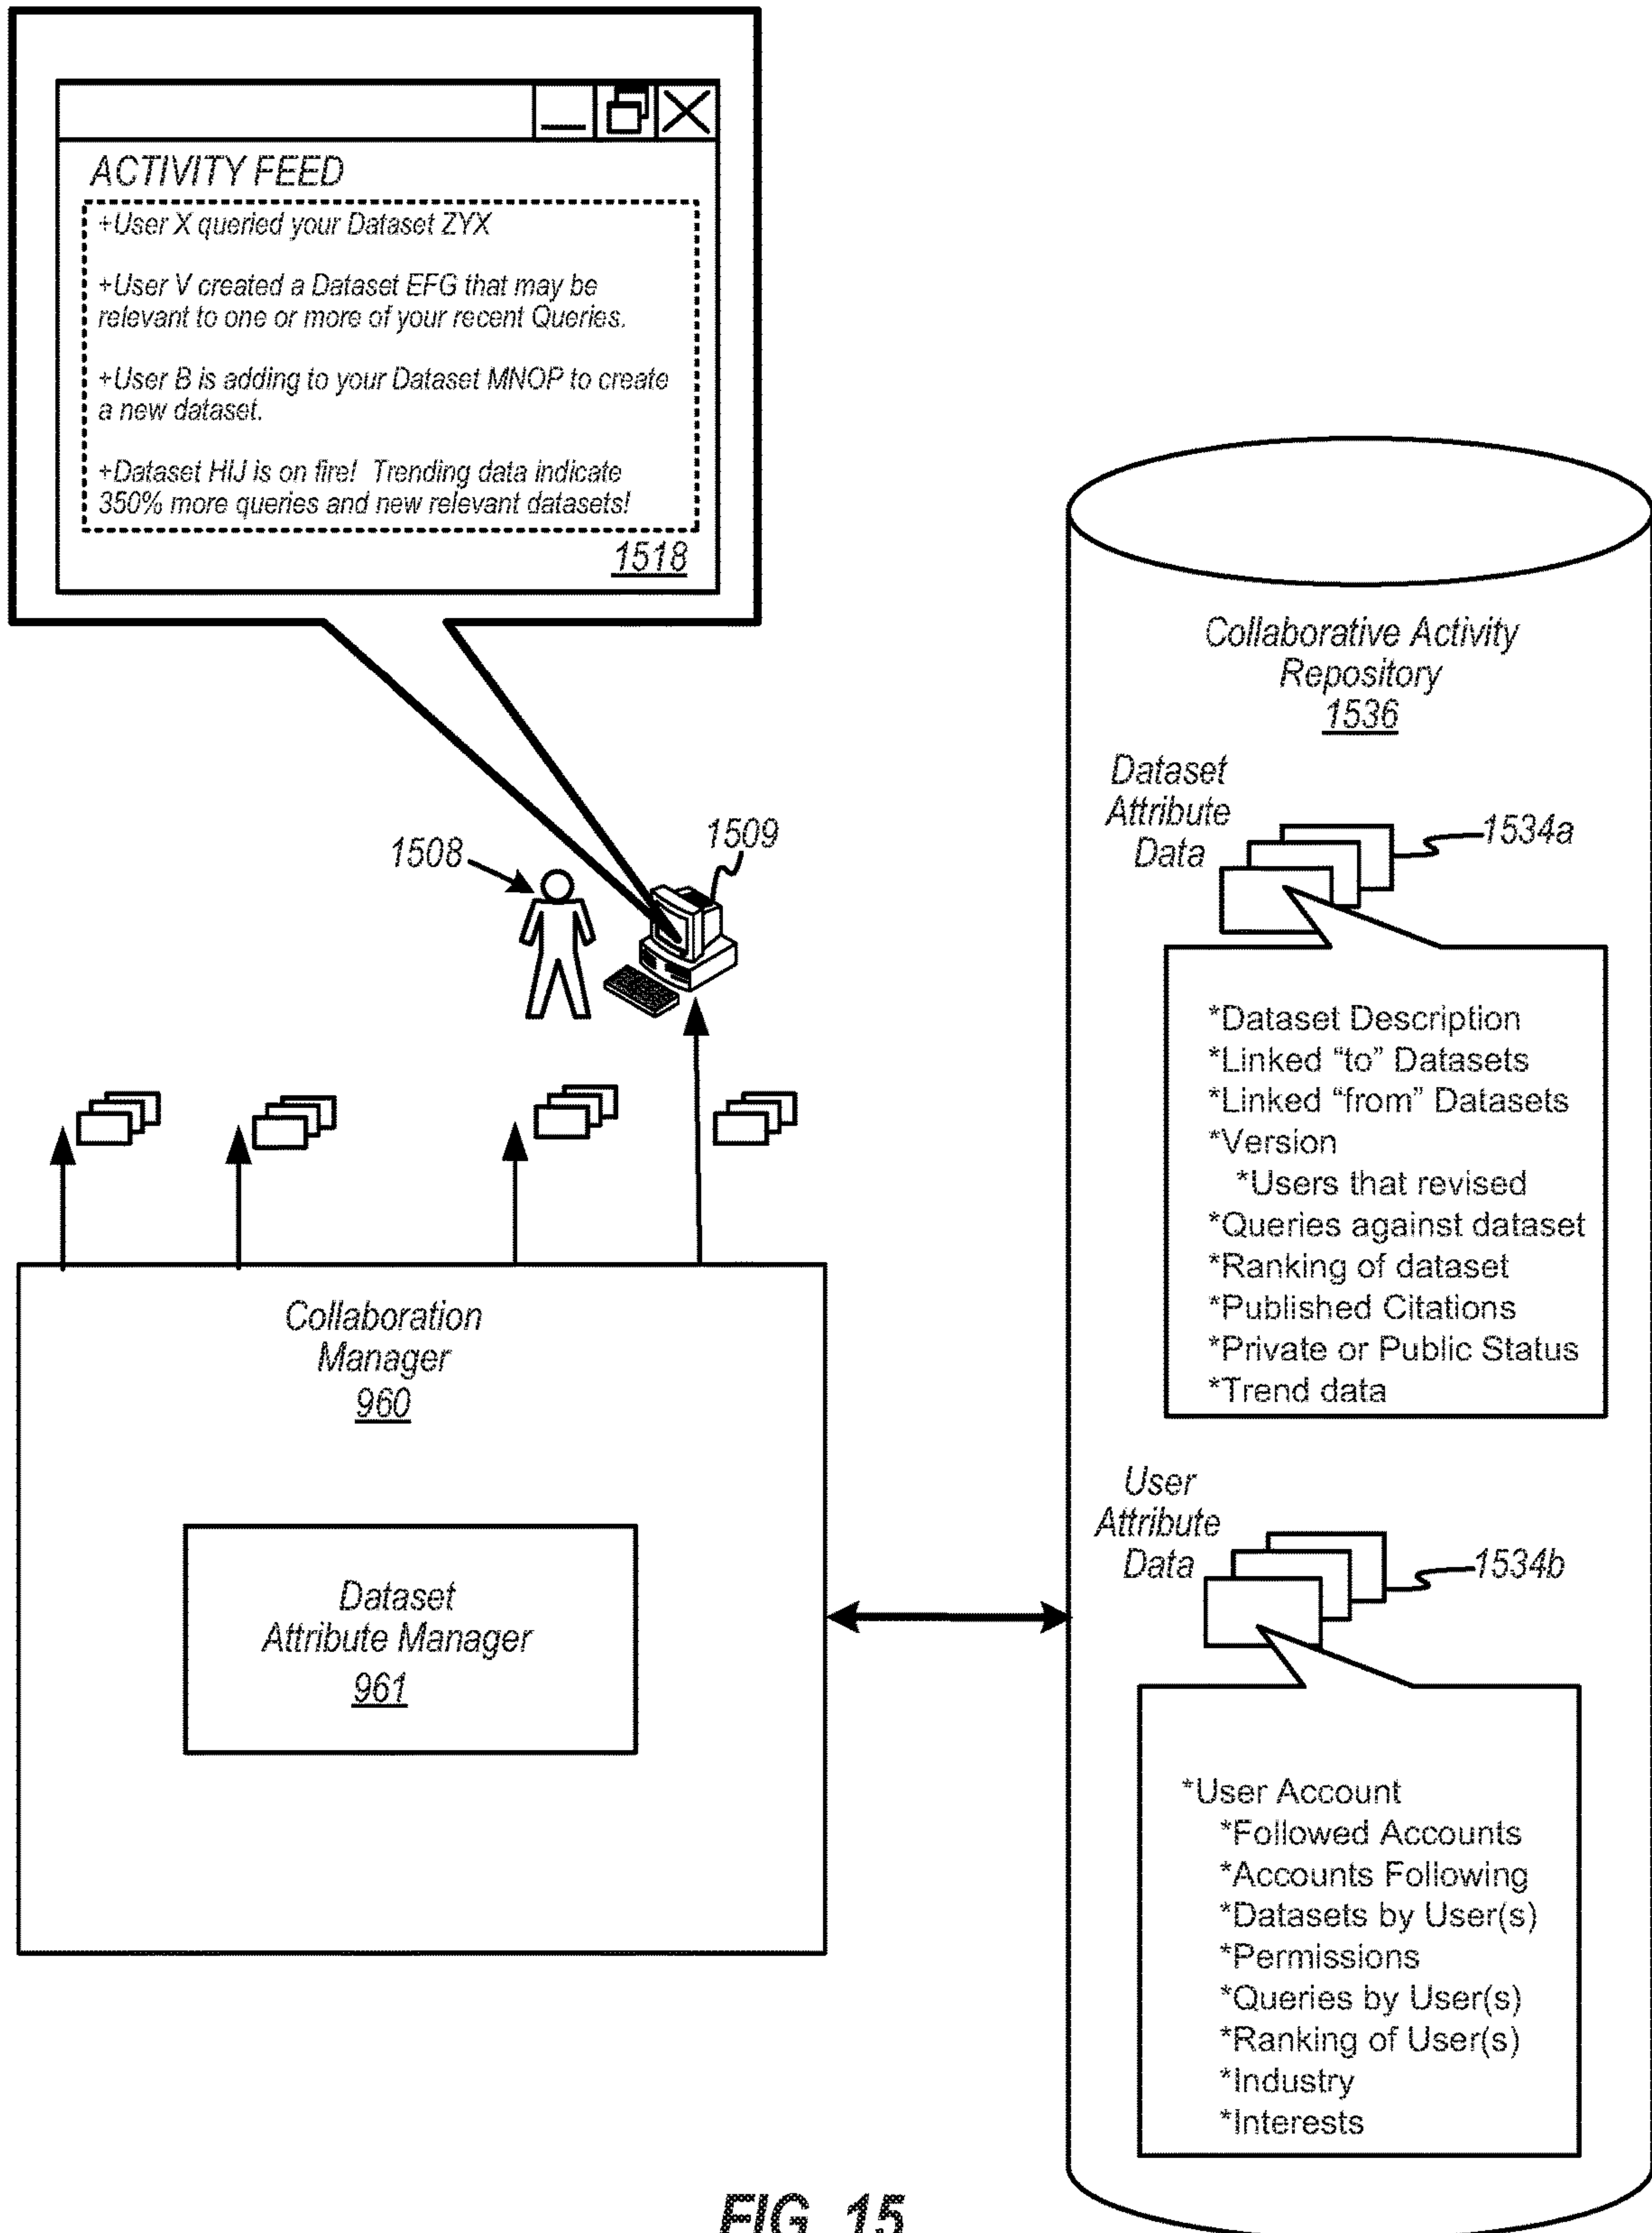 ACTIVITY FEED
+User X queried your Dataset ZYX
+User V created a Dataset EFG that may be
relevant to one or more of your recent Queries.
+User B is adding to your Dataset MNOP to create
a new dataset.
+Dataset HIJ is on fire! Trending data indicate
350% more queries and new relevant datasets!
1518
1508
1509
Collaboration
Manager
960
Dataset
Attribute Manager
961
Collaborative Activity
Repository
1536
Dataset
Attribute
Data
1534a
*Dataset Description
*Linked “to” Datasets
*Linked “from” Datasets
*Version
*Users that revised
*Queries against dataset
*Ranking of dataset
*Published Citations
*Private or Public Status
*Trend data
User
Attribute
Data
1534b
*User Account
*Followed Accounts
*Accounts Following
*Datasets by User(s)
*Permissions
*Queries by User(s)
*Ranking of User(s)
*Industry
*Interests
FIG. 15